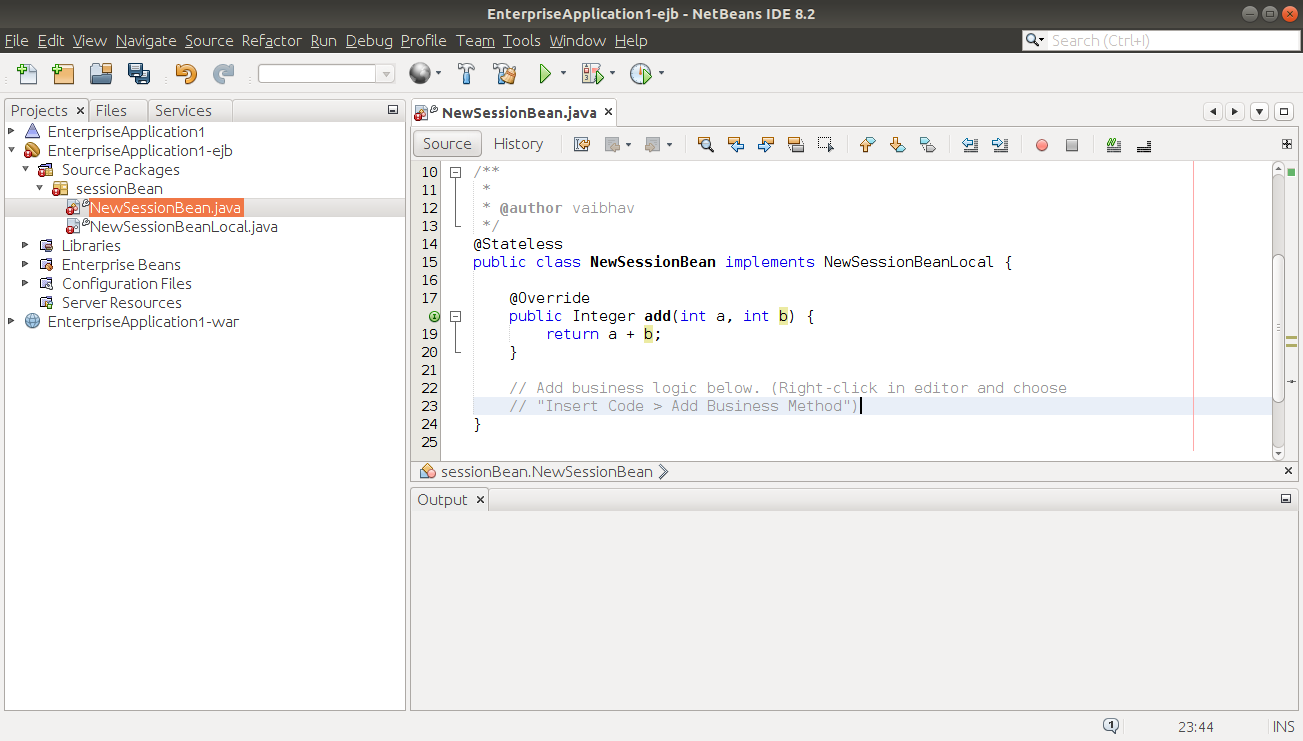 EnterpriseApplication1-ejb - NetBeans IDE 8.2
File Edit View Navigate Source Refactor Run Debug Profile Team Tools Window Help
Search (Ctrl+I)
Projects Files Services
EnterpriseApplication1
EnterpriseApplication1-ejb
Source Packages
sessionBean
NewSessionBean.java
NewSessionBeanLocal.java
Libraries
Enterprise Beans
Configuration Files
Server Resources
EnterpriseApplication1-war
NewSessionBean.java
Source History
10 /**
11 *
12 * @author vaibhav
13 */
14 @Stateless
15 public class NewSessionBean implements NewSessionBeanLocal {
16
17 @Override
public Integer add(int a, int b) {
19 return a + b;
20 }
21
22 // Add business logic below. (Right-click in editor and choose
23 // "Insert Code > Add Business Method")
24 }
25
sessionBean.NewSessionBean
Output
1 23:44 INS